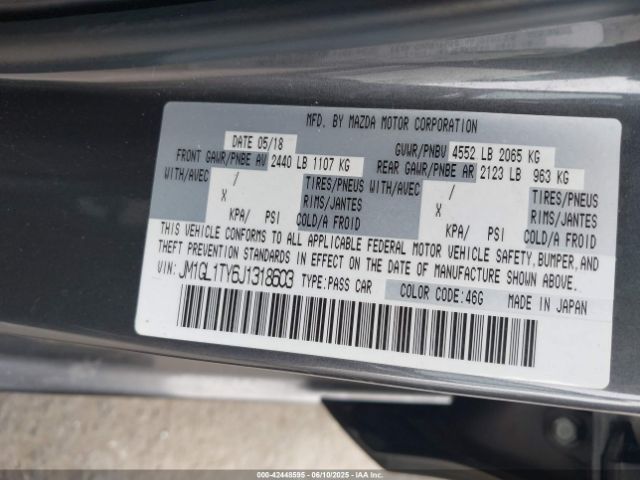 MFD. BY MAZDA MOTOR CORPORATION
DATE 05/18 GVWR/PNBV 4552 LB 2065 KG
FRONT GAWR/PNBE AV 2440 LB 1107 KG REAR GAWR/PNBE AR 2123 LB 963 KG
WITH/AVEC / TIRES/PNEUS WITH/AVEC / TIRES/PNEUS
X RIMS/JANTES X RIMS/JANTES
KPA/ PSI COLD/A FROID KPA/ PSI COLD/A FROID
THIS VEHICLE CONFORMS TO ALL APPLICABLE FEDERAL MOTOR VEHICLE SAFETY, BUMPER, AND
THEFT PREVENTION STANDARDS IN EFFECT ON THE DATE OF MANUFACTURE SHOWN ABOVE.
VIN: JM1GL1TY6J1318603 TYPE:PASS CAR COLOR CODE:46G MADE IN JAPAN
000-42448595 - 06/10/2025 - IAAI.COM